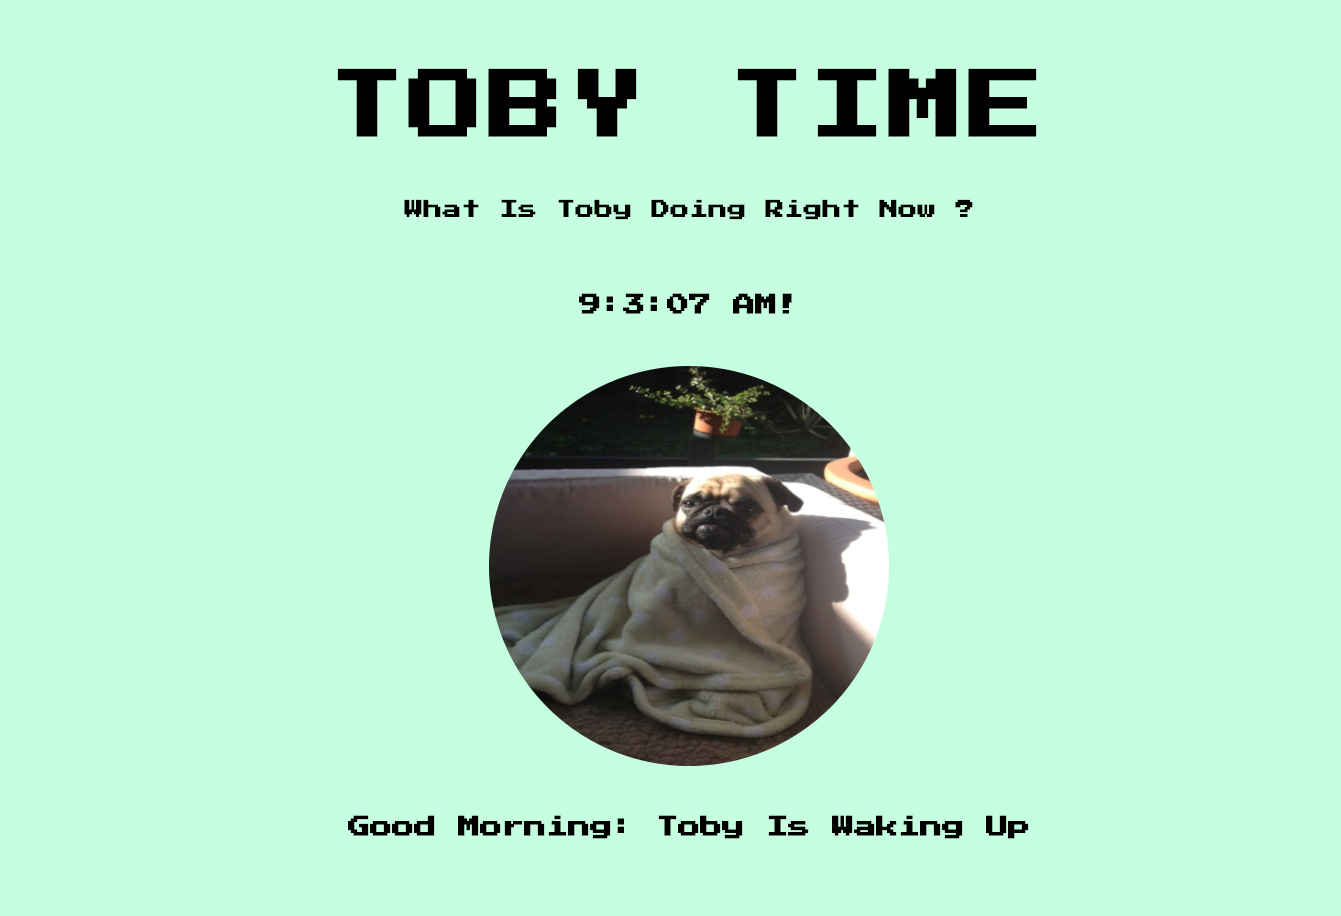 TOBY TIME
What Is Toby Doing Right Now ?
9:3:07 AM!
Good Morning: Toby Is Waking Up